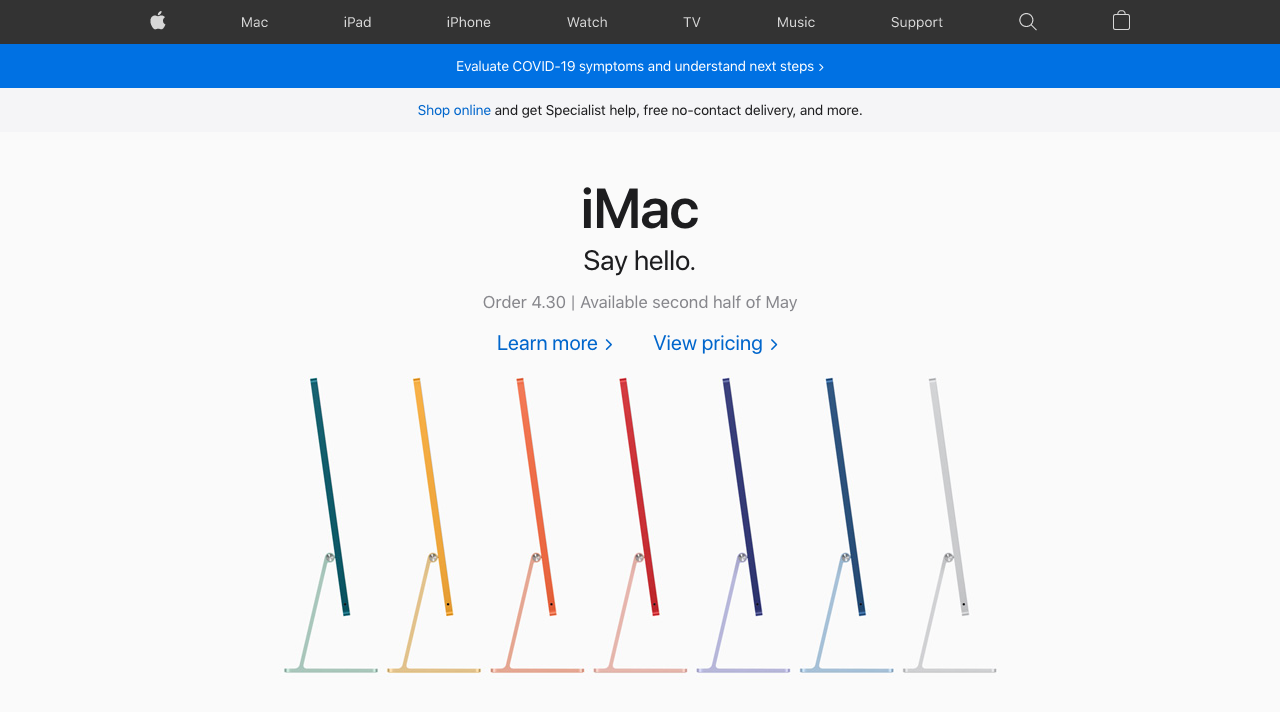 Mac iPad iPhone Watch TV Music Support
Evaluate COVID-19 symptoms and understand next steps >
Shop online and get Specialist help, free no-contact delivery, and more.
iMac
Say hello.
Order 4.30 | Available second half of May
Learn more > View pricing >